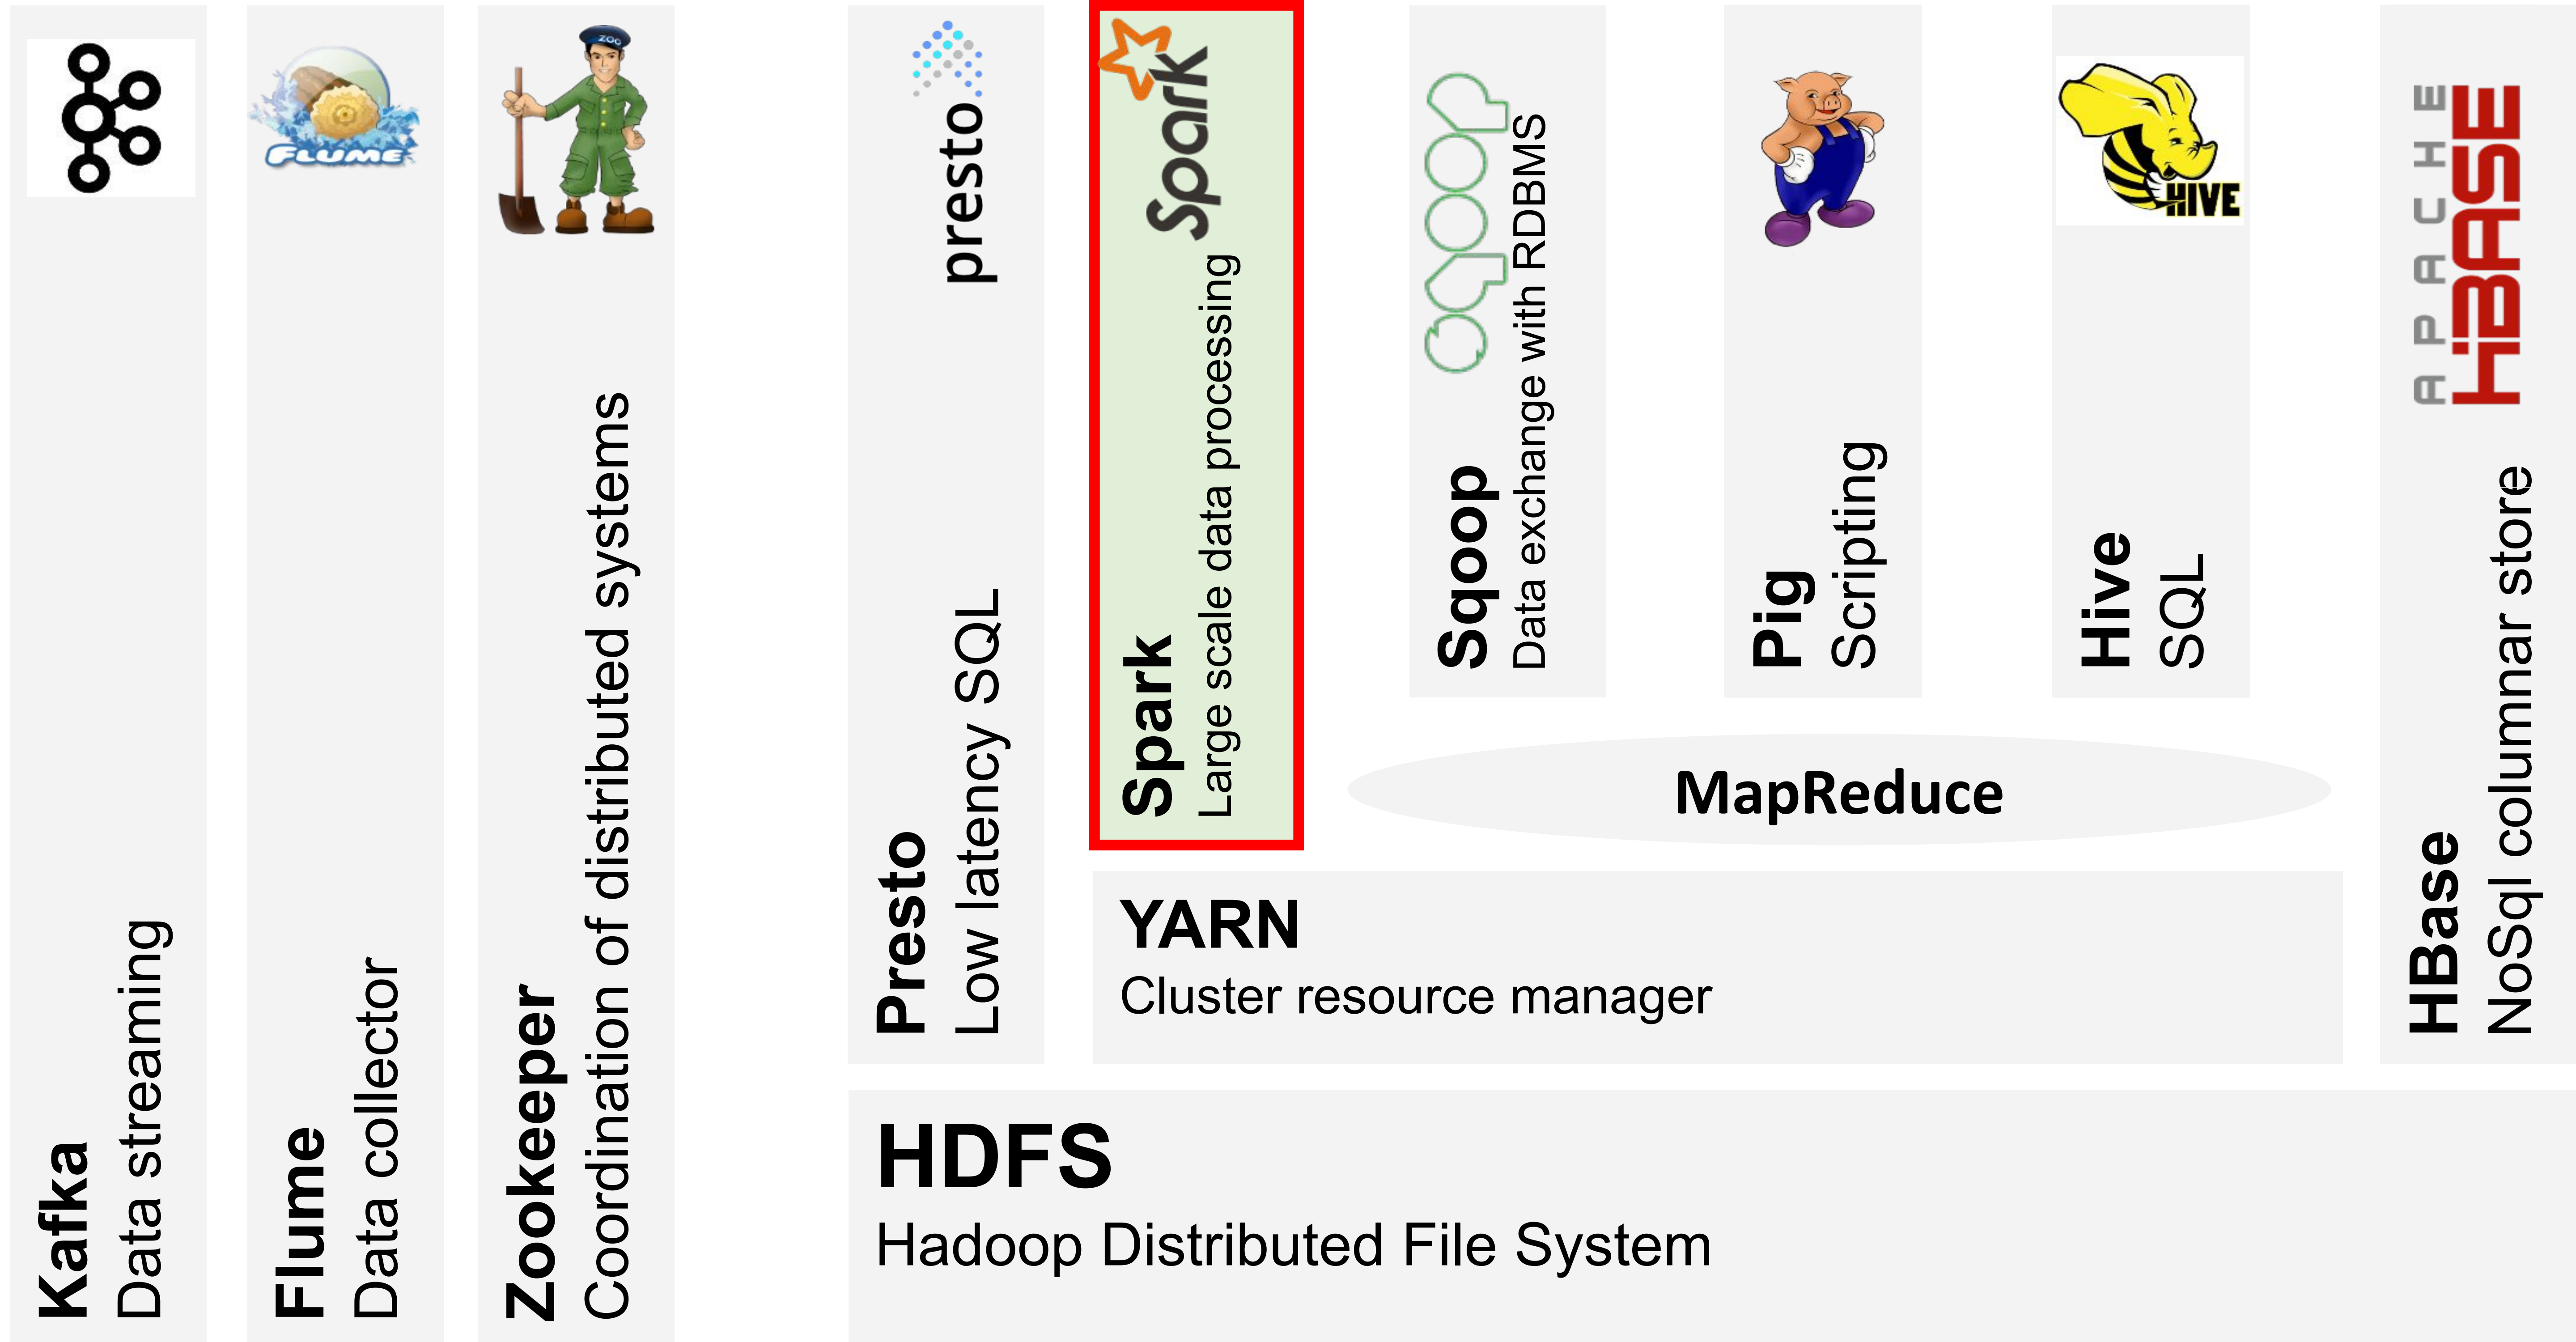 Kafka
Data streaming
FLUME
Flume
Data collector
ZOO
Zookeeper
Coordination of distributed systems
presto
Presto
Low latency SQL
Spark
Spark
Large scale data processing
sqoop
Sqoop
Data exchange with RDBMS
Pig
Scripting
HIVE
Hive
SQL
APACHE
HBASE
HBase
NoSql columnar store
MapReduce
YARN
Cluster resource manager
HDFS
Hadoop Distributed File System